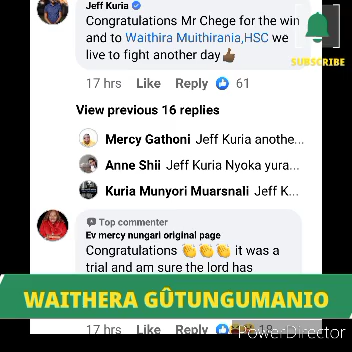 Jeff Kuria
Congratulations Mr Chege for the win
and to Waithira Muithirania,HSC we
live to fight another day
SUBSCRIBE
17 hrs Like Reply 61
View previous 16 replies
Mercy Gathoni Jeff Kuria anothe...
Anne Shii Jeff Kuria Nyoka yura...
Kuria Munyori Muarsnali Jeff K...
Top commenter
Ev mercy nungari original page
Congratulations 👏👏👏 it was a
trial and am sure the lord has
WAITHERA GÛTUNGUMANIO
17 hrs Like Reply 18
PowerDirector